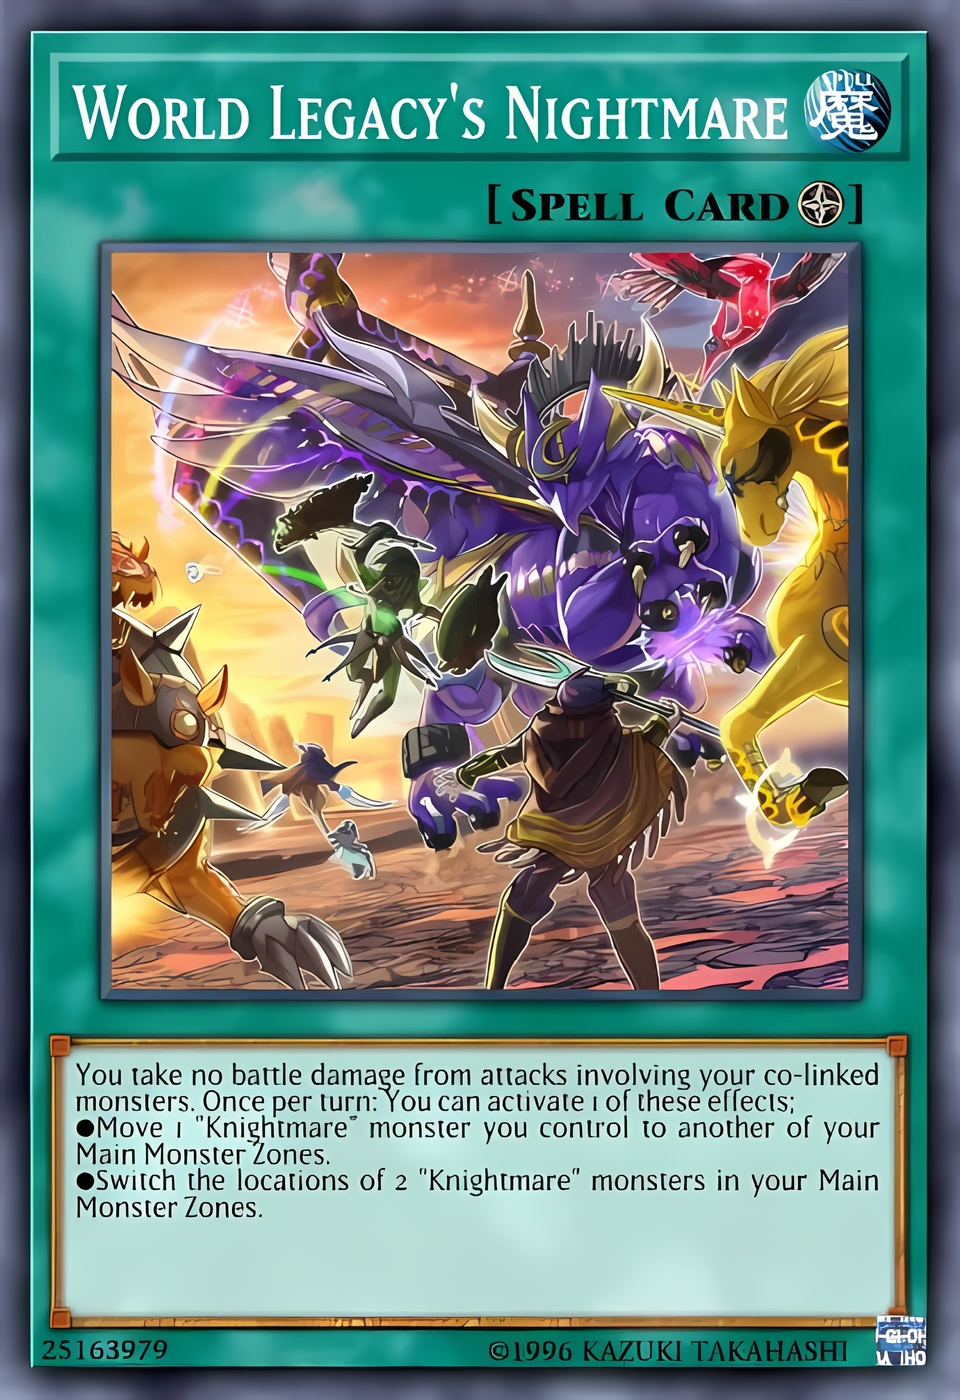 World Legacy's Nightmare 魔
[Spell Card]
You take no battle damage from attacks involving your co-linked
monsters. Once per turn: You can activate 1 of these effects;
●Move 1 "Knightmare" monster you control to another of your
Main Monster Zones.
●Switch the locations of 2 "Knightmare" monsters in your Main
Monster Zones.
25163979
©1996 KAZUKI TAKAHASHI